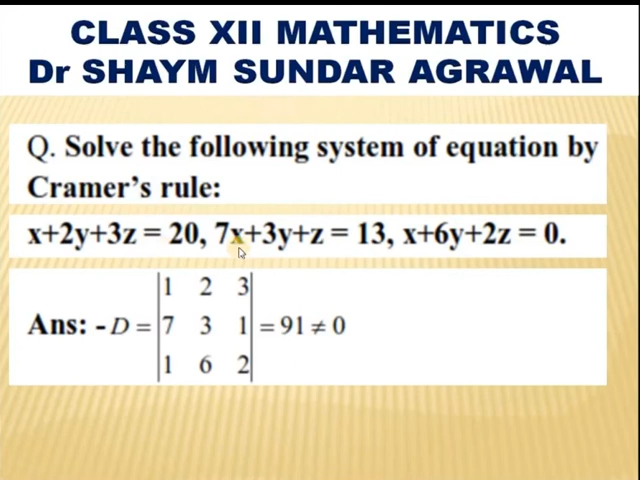 CLASS XII MATHEMATICS
Dr SHAYM SUNDAR AGRAWAL
Q. Solve the following system of equation by
Cramer's rule:
x+2y+3z = 20, 7x+3y+z = 13, x+6y+2z = 0.
Ans: - D = |1 2 3|
|7 3 1| = 91 ≠ 0
|1 6 2|